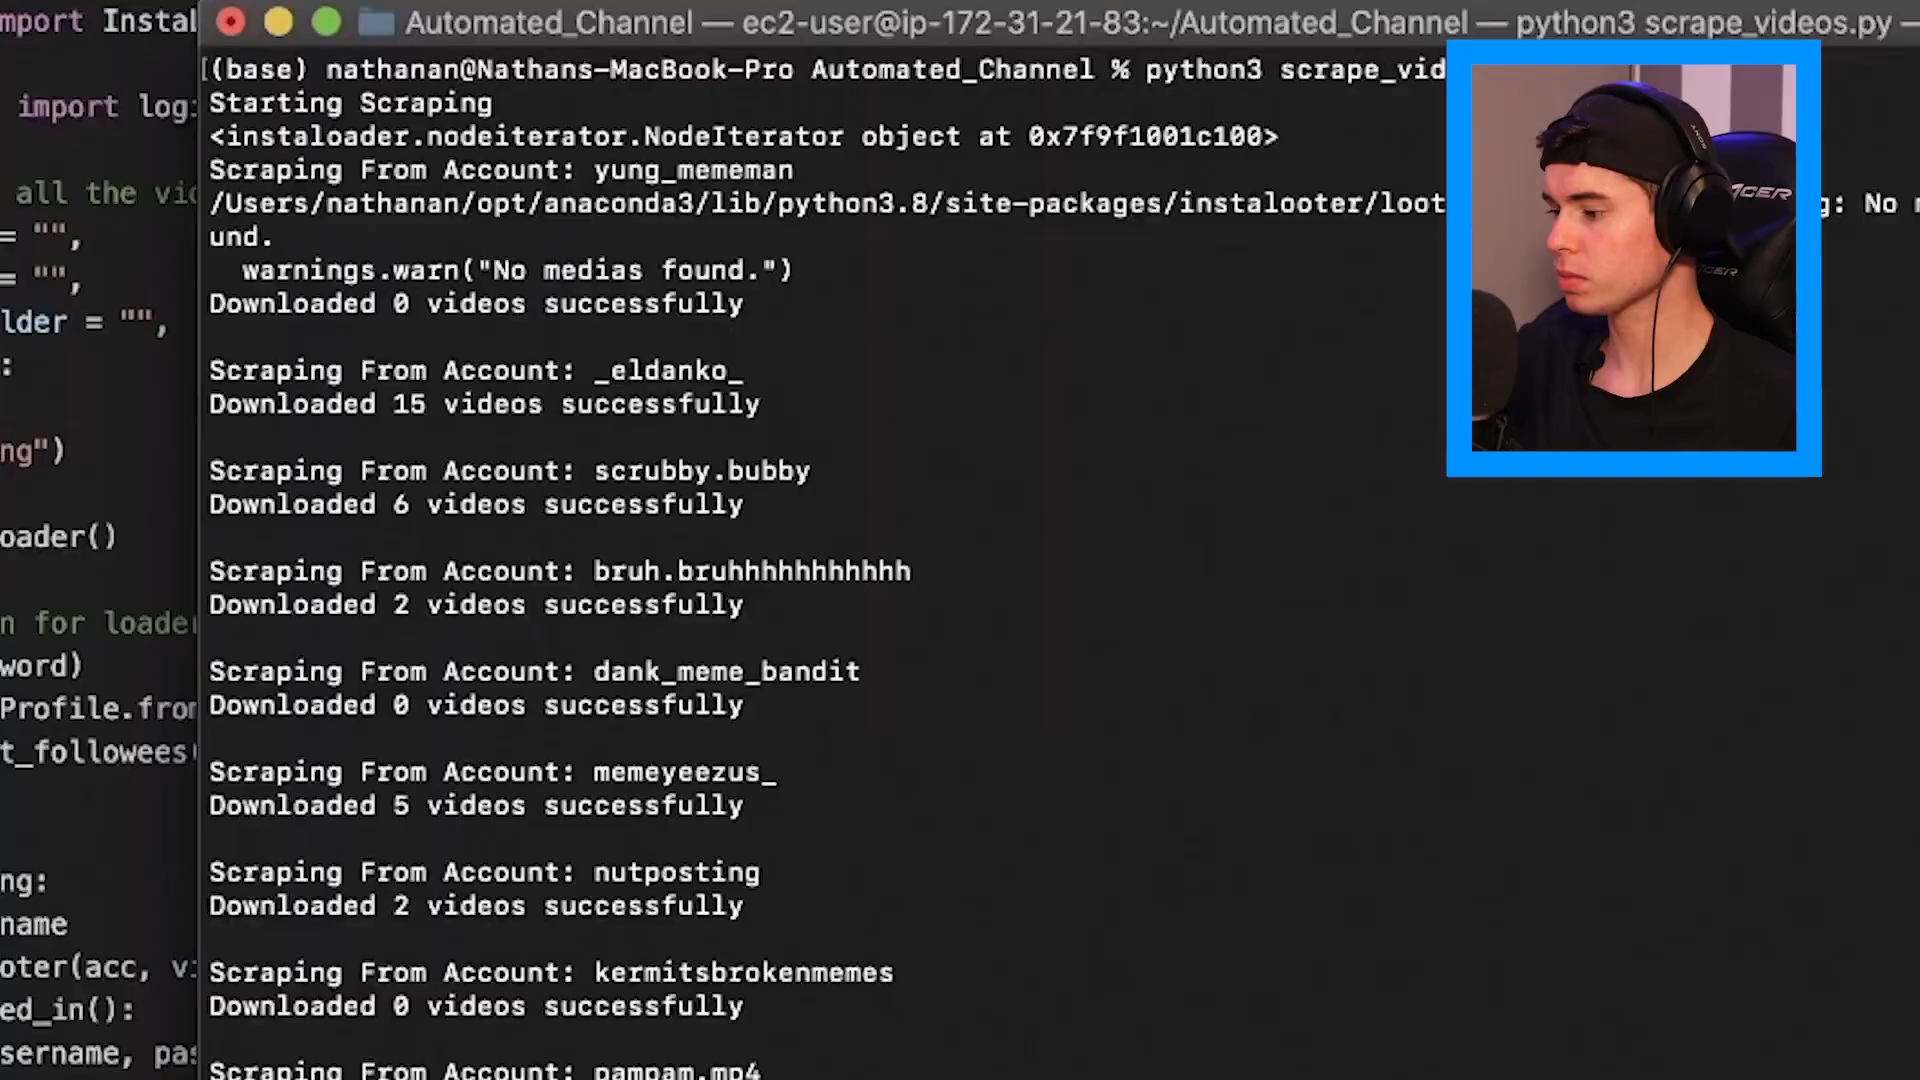 mport Instal
import logi
all the vid
= "",
= "",
lder = "",
:
ng")
oader()
n for loader
word)
Profile.from
t_followees(
ng:
name
oter(acc, vi
ed_in():
sername, pas
Automated_Channel — ec2-user@ip-172-31-21-83:~/Automated_Channel — python3 scrape_videos.py —
[(base) nathanan@Nathans-MacBook-Pro Automated_Channel % python3 scrape_vid
Starting Scraping
<instaloader.nodeiterator.NodeIterator object at 0x7f9f1001c100>
Scraping From Account: yung_mememan
/Users/nathanan/opt/anaconda3/lib/python3.8/site-packages/instalooter/loot g: No m
und.
warnings.warn("No medias found.")
Downloaded 0 videos successfully
Scraping From Account: _eldanko_
Downloaded 15 videos successfully
Scraping From Account: scrubby.bubby
Downloaded 6 videos successfully
Scraping From Account: bruh.bruhhhhhhhhhhh
Downloaded 2 videos successfully
Scraping From Account: dank_meme_bandit
Downloaded 0 videos successfully
Scraping From Account: memeyeezus_
Downloaded 5 videos successfully
Scraping From Account: nutposting
Downloaded 2 videos successfully
Scraping From Account: kermitsbrokenmemes
Downloaded 0 videos successfully
Scraping From Account: pampam.mp4
SONY